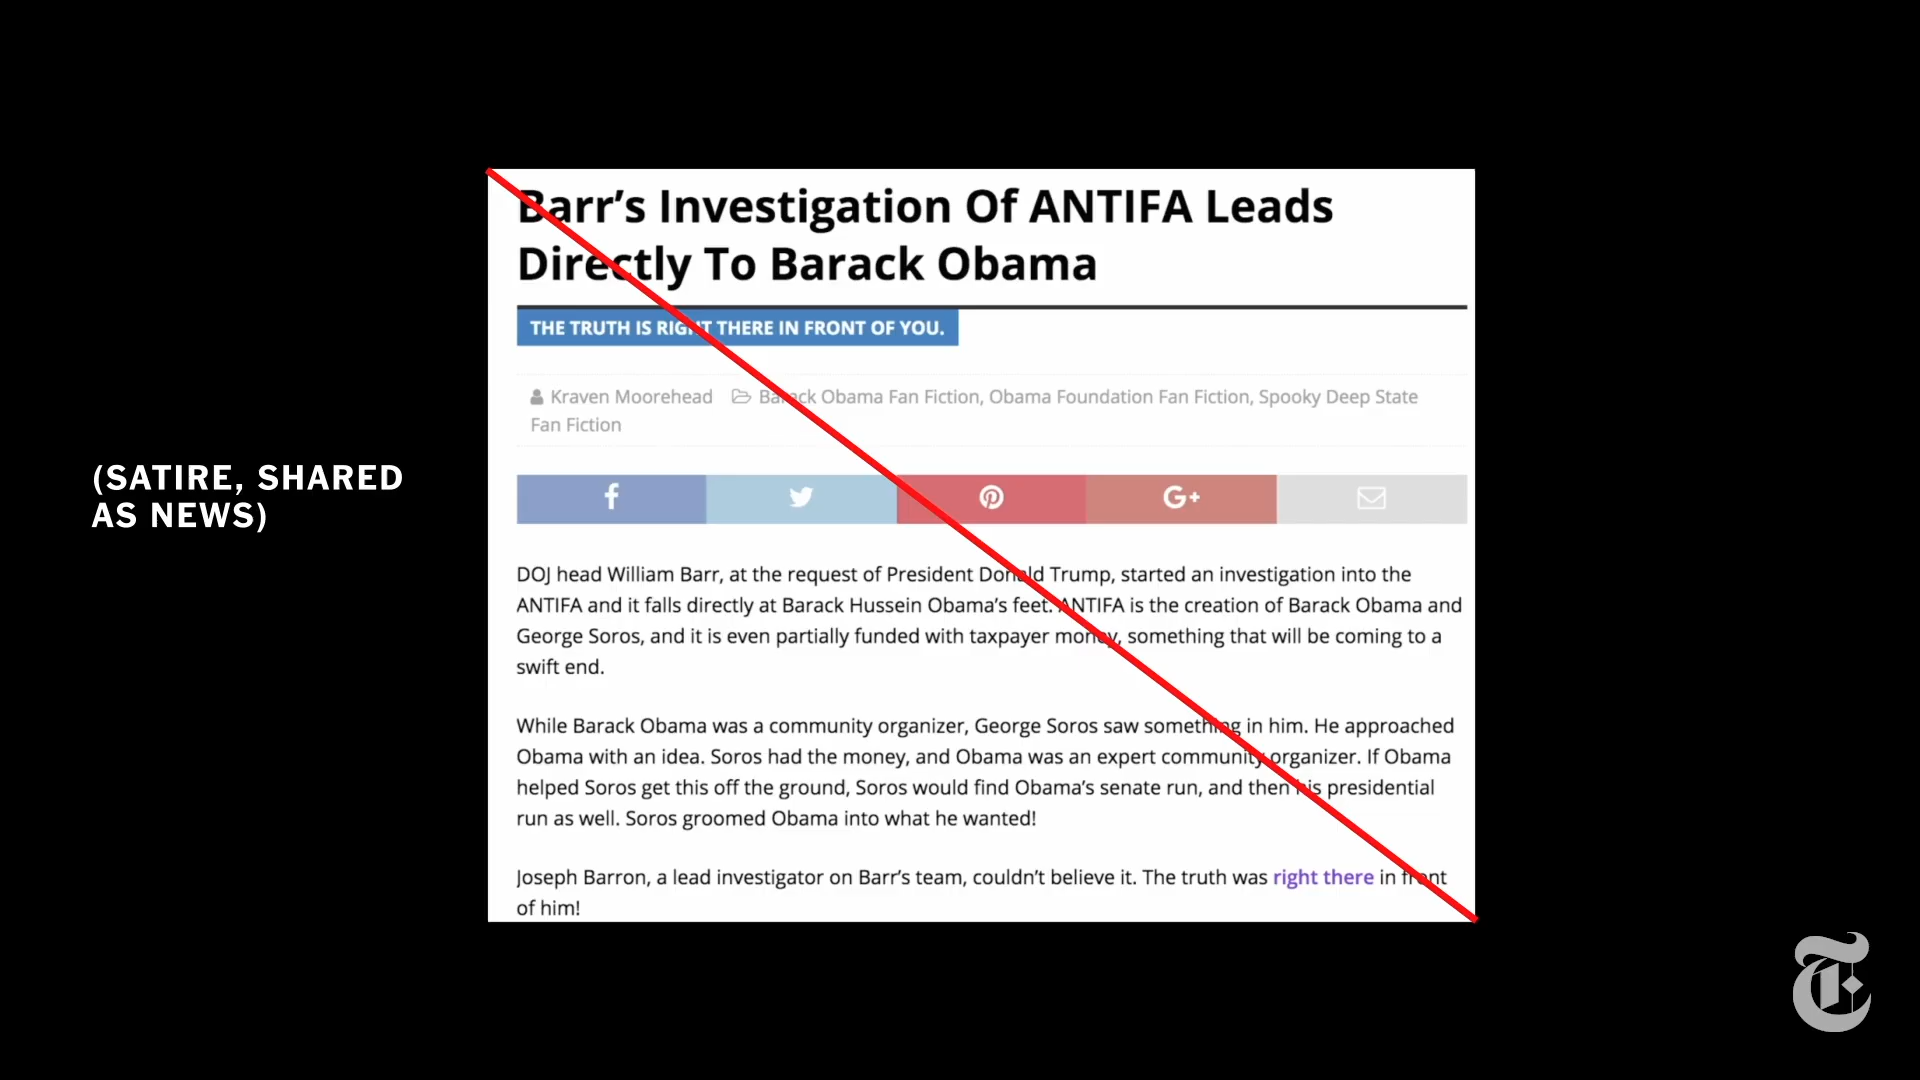 Barr's Investigation Of ANTIFA Leads
Directly To Barack Obama
THE TRUTH IS RIGHT THERE IN FRONT OF YOU.
Kraven Moorehead Barack Obama Fan Fiction, Obama Foundation Fan Fiction, Spooky Deep State
Fan Fiction
(SATIRE, SHARED
AS NEWS)
G+
DOJ head William Barr, at the request of President Donald Trump, started an investigation into the
ANTIFA and it falls directly at Barack Hussein Obama's feet. ANTIFA is the creation of Barack Obama and
George Soros, and it is even partially funded with taxpayer money, something that will be coming to a
swift end.
While Barack Obama was a community organizer, George Soros saw something in him. He approached
Obama with an idea. Soros had the money, and Obama was an expert community organizer. If Obama
helped Soros get this off the ground, Soros would find Obama's senate run, and then his presidential
run as well. Soros groomed Obama into what he wanted!
Joseph Barron, a lead investigator on Barr's team, couldn't believe it. The truth was right there in front
of him!